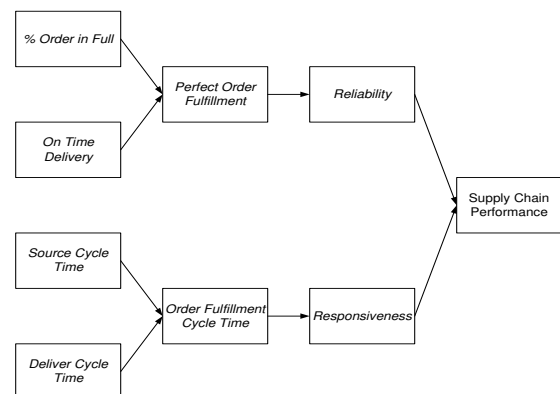 % Order in Full
Perfect Order
Fulfillment
Reliability
On Time
Delivery
Supply Chain
Performance
Source Cycle
Time
Order Fulfillment
Cycle Time
Responsiveness
Deliver Cycle
Time